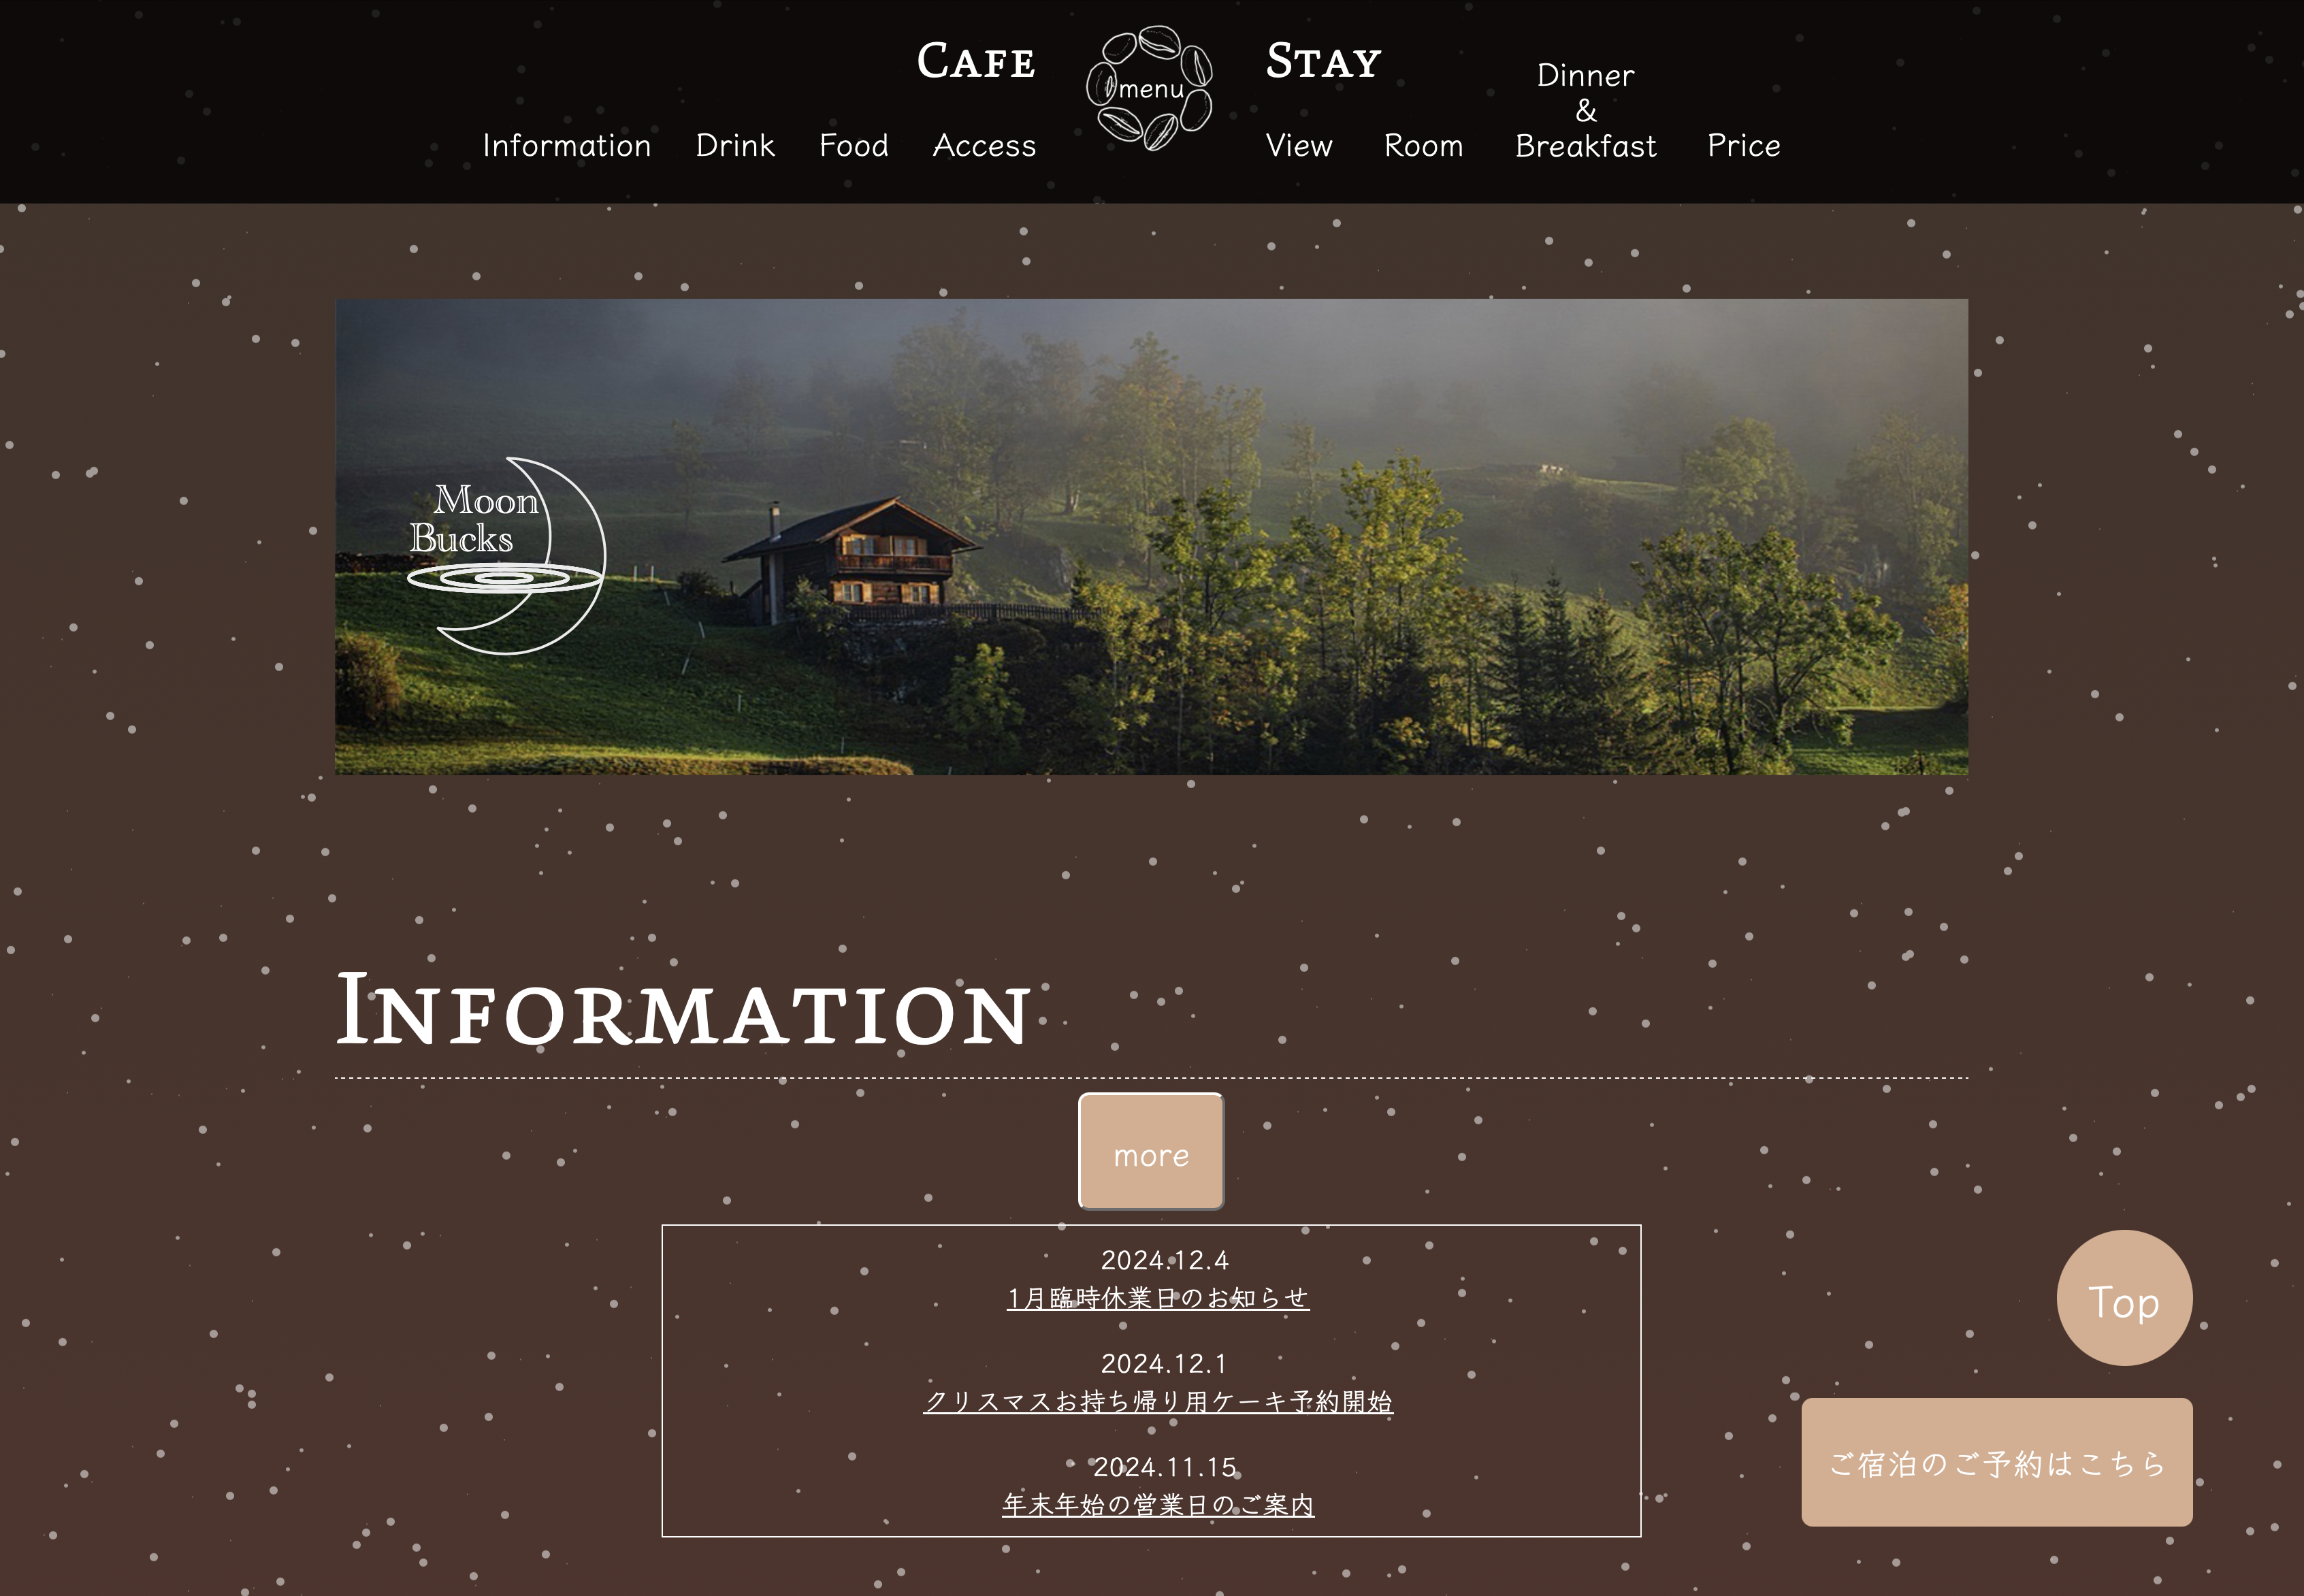 Cafe
Information Drink Food Access
menu
Stay
View Room Dinner & Breakfast Price
Moon
Bucks
Information
more
2024.12.4
1月臨時休業日のお知らせ
2024.12.1
クリスマスお持ち帰り用ケーキ予約開始
2024.11.15
年末年始の営業日のご案内
Top
ご宿泊のご予約はこちら